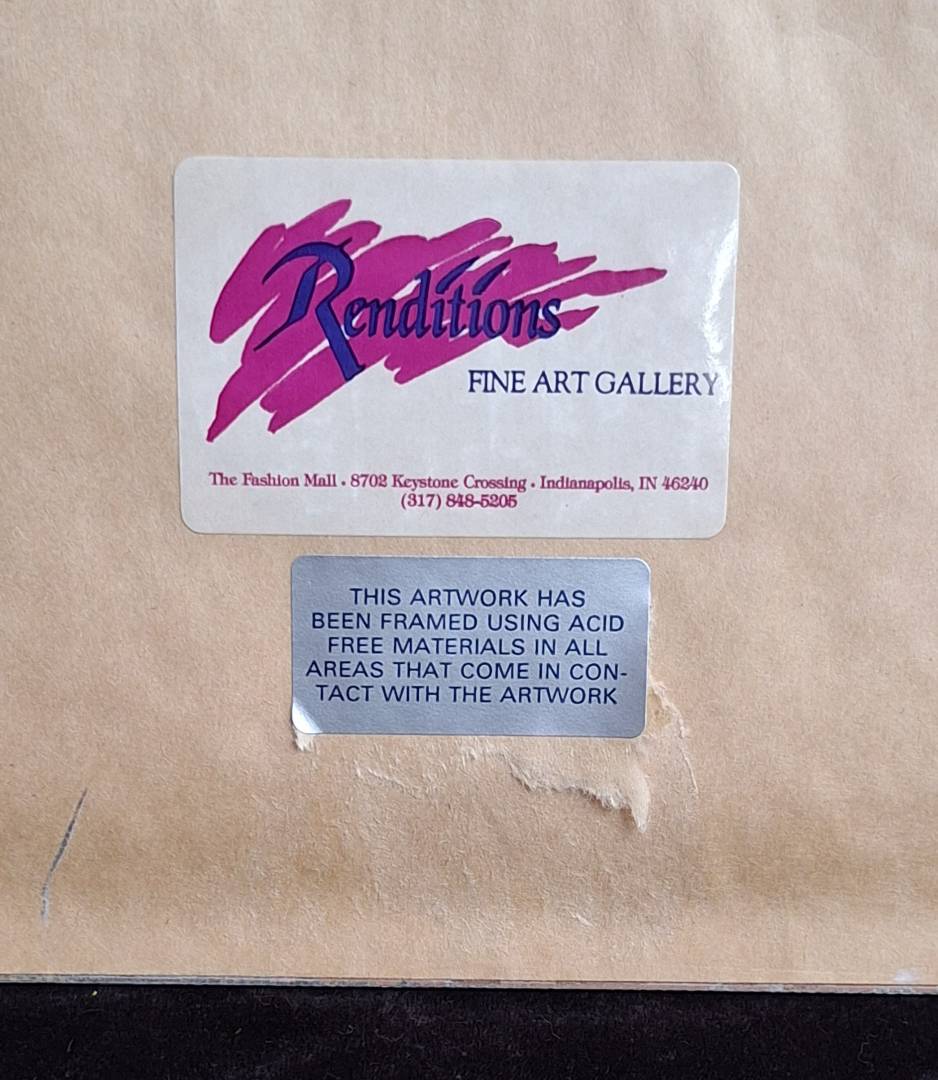 Renditions
FINE ART GALLERY
The Fashion Mall • 8702 Keystone Crossing • Indianapolis, IN 46240
(317) 848-5205
THIS ARTWORK HAS
BEEN FRAMED USING ACID
FREE MATERIALS IN ALL
AREAS THAT COME IN CON-
TACT WITH THE ARTWORK